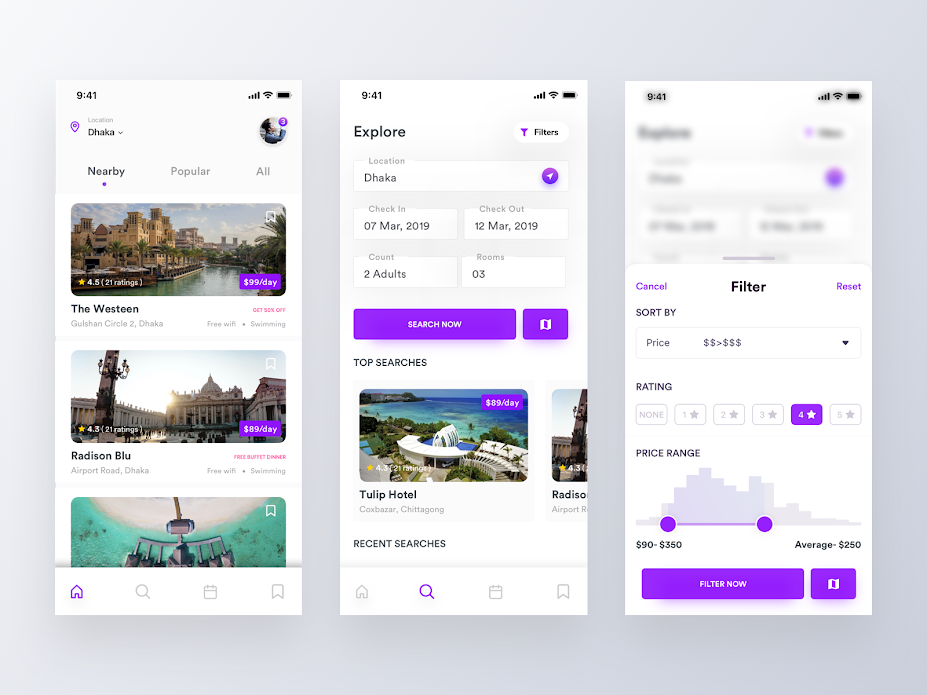 9:41
Location
Dhaka
3
Nearby Popular All
4.5 ( 21 ratings )
$99/day
The Westeen
GET 50% OFF
Gulshan Circle 2, Dhaka
Free wifi • Swimming
4.3 ( 21 ratings )
$89/day
Radison Blu
FREE BUFFET DINNER
Airport Road, Dhaka
Free wifi • Swimming
9:41
Explore
Filters
Location
Dhaka
Check In
07 Mar, 2019
Check Out
12 Mar, 2019
Count
2 Adults
Rooms
03
SEARCH NOW
TOP SEARCHES
$89/day
4.3 ( 21 ratings )
Tulip Hotel
Coxbazar, Chittagong
4.3 (
Radiso
Airport R
RECENT SEARCHES
9:41
Explore
Dhaka
Cancel
Filter
Reset
SORT BY
Price $$>$$$
RATING
NONE 1 2 3 4 5
PRICE RANGE
$90- $350
Average- $250
FILTER NOW